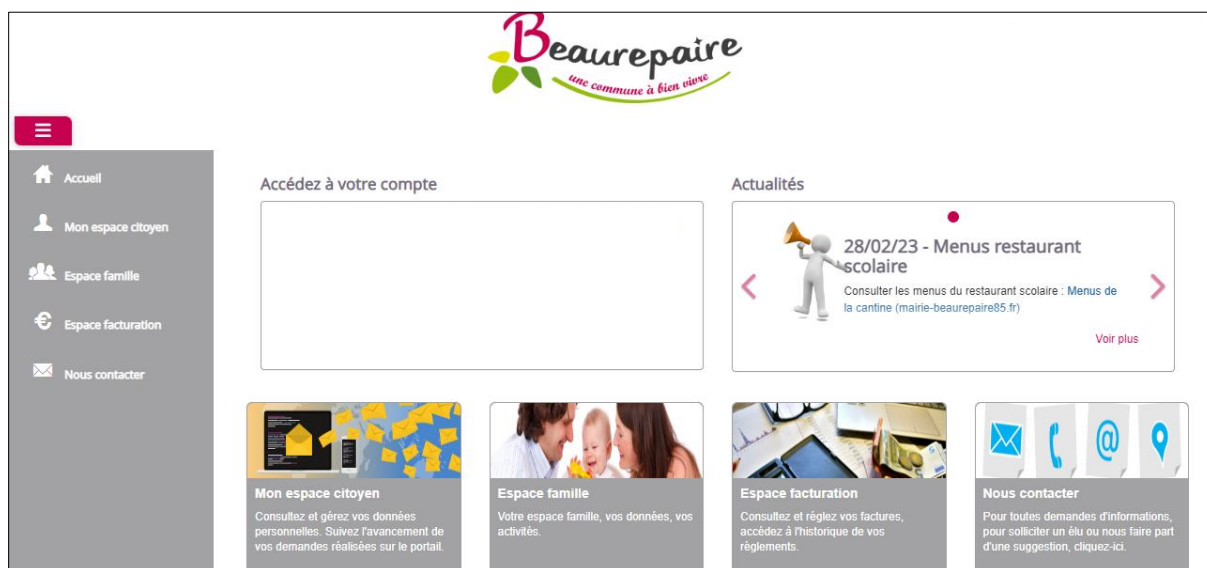 Beaurepaire
une commune à bien vivre
Accueil
Mon espace citoyen
Espace famille
Espace facturation
Nous contacter
Accédez à votre compte
Actualités
28/02/23 - Menus restaurant
scolaire
Consulter les menus du restaurant scolaire : Menus de
la cantine (mairie-beaurepaire85.fr)
Voir plus
Mon espace citoyen
Consultez et gérez vos données
personnelles. Suivez l'avancement de
vos demandes réalisées sur le portail.
Espace famille
Votre espace famille, vos données, vos
activités.
Espace facturation
Consultez et réglez vos factures,
accédez à l'historique de vos
règlements.
Nous contacter
Pour toutes demandes d'informations,
pour solliciter un élu ou nous faire part
d'une suggestion, cliquez-ici.